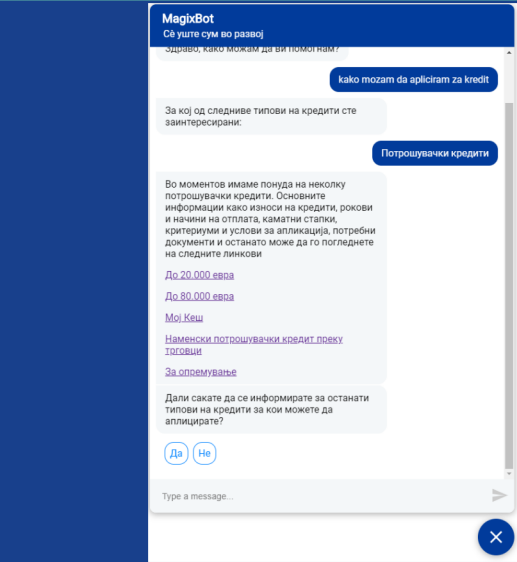 MagixBot
Сѐ уште сум во развој
Здраво, како можам да ви помогнам?
kako mozam da apliciram za kredit
За кој од следниве типови на кредити сте
заинтересирани:
Потрошувачки кредити
Во моментов имаме понуда на неколку
потрошувачки кредити. Основните
информации како износи на кредити, рокови
и начини на отплата, каматни стапки,
критериуми и услови за апликација, потребни
документи и останато може да го погледнете
на следните линкови
До 20.000 евра
До 80.000 евра
Мој Кеш
Наменски потрошувачки кредит преку
трговци
За опремување
Дали сакате да се информирате за останати
типови на кредити за кои можете да
аплицирате?
Да Не
Type a message...